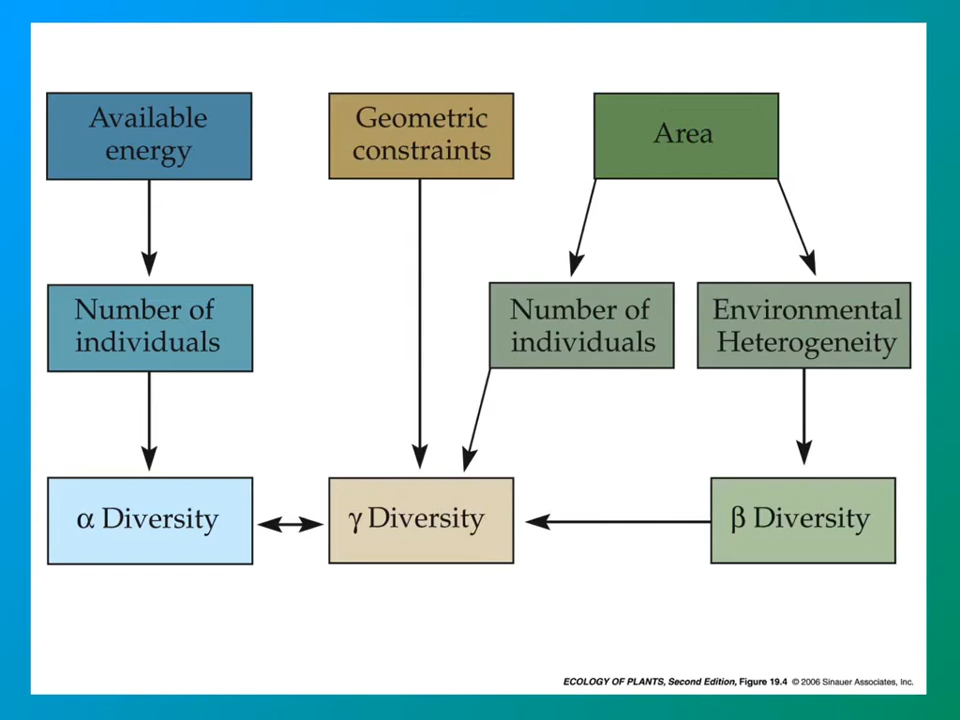 Available
energy
Geometric
constraints
Area
Number of
individuals
Number of
individuals
Environmental
Heterogeneity
α Diversity
γ Diversity
β Diversity
ECOLOGY OF PLANTS, Second Edition, Figure 19.4 © 2006 Sinauer Associates, Inc.